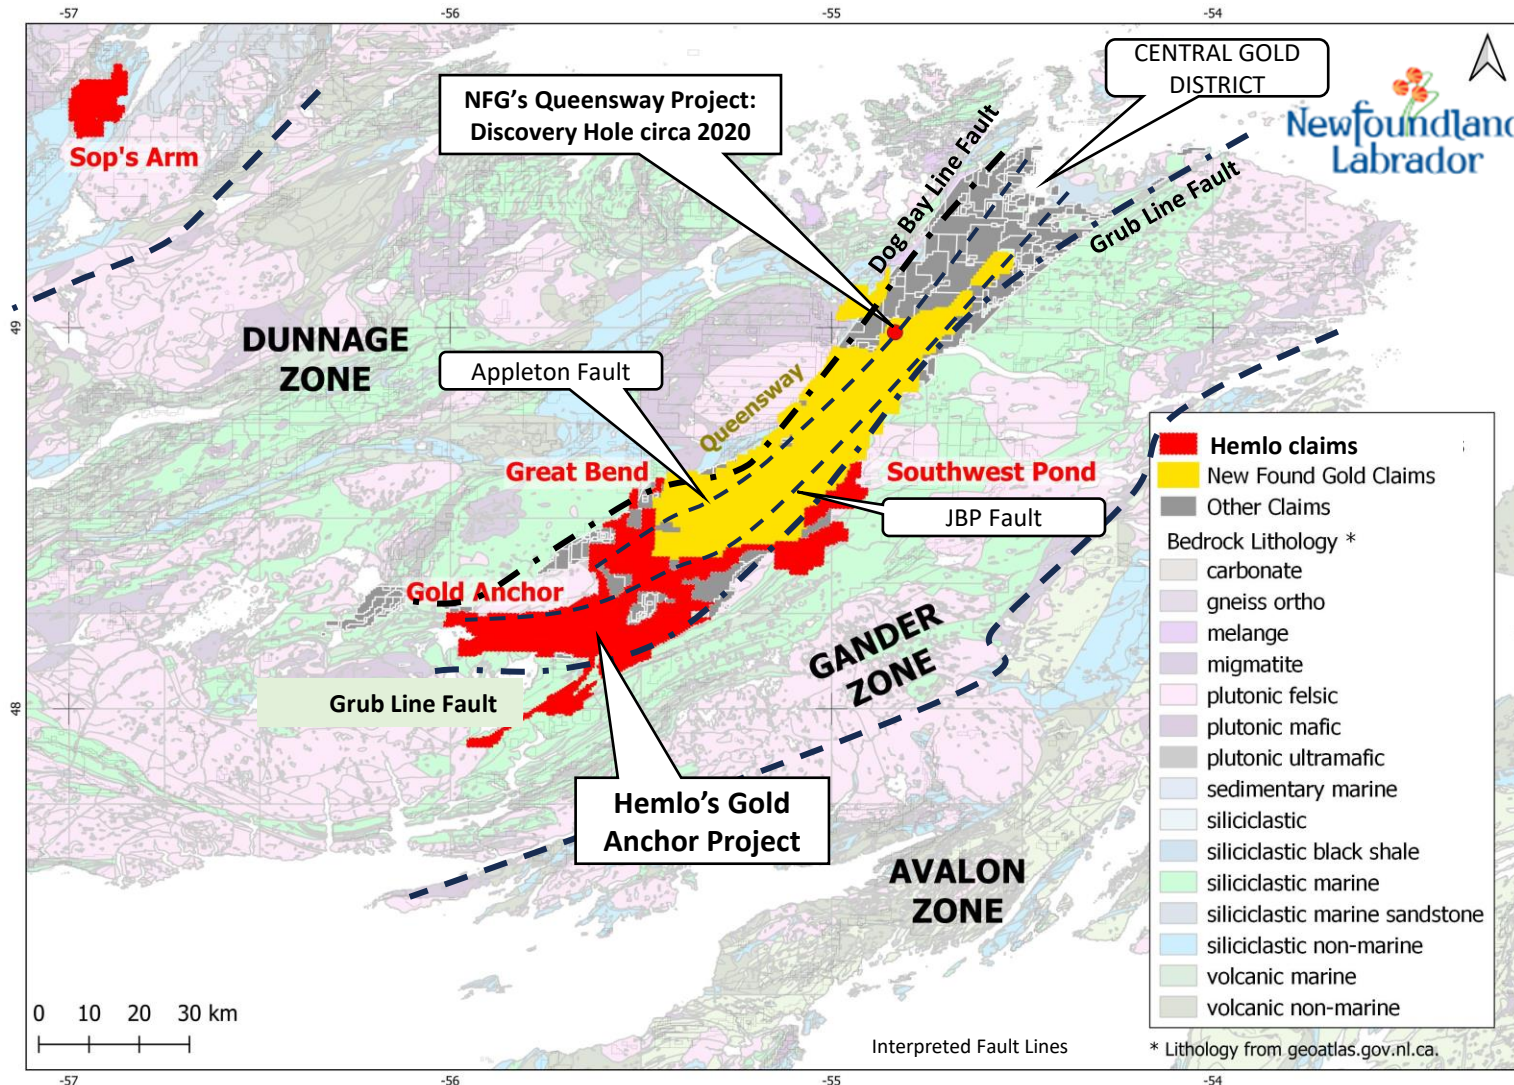 -57
-56
-55
-54
CENTRAL GOLD
DISTRICT
NFG's Queensway Project:
Discovery Hole circa 2020
Newfoundland
Labrador
Sop's Arm
Dog Bay Line Fault
Grub Line Fault
49
DUNNAGE
ZONE
Appleton Fault
Queensway
Great Bend
Southwest Pond
JBP Fault
Gold Anchor
GANDER
ZONE
48
Grub Line Fault
Hemlo's Gold
Anchor Project
AVALON
ZONE
Hemlo claims
New Found Gold Claims
Other Claims
Bedrock Lithology *
carbonate
gneiss ortho
melange
migmatite
plutonic felsic
plutonic mafic
plutonic ultramafic
sedimentary marine
siliciclastic
siliciclastic black shale
siliciclastic marine
siliciclastic marine sandstone
siliciclastic non-marine
volcanic marine
volcanic non-marine
0 10 20 30 km
Interpreted Fault Lines
* Lithology from geoatlas.gov.nl.ca.
-57
-56
-55
-54